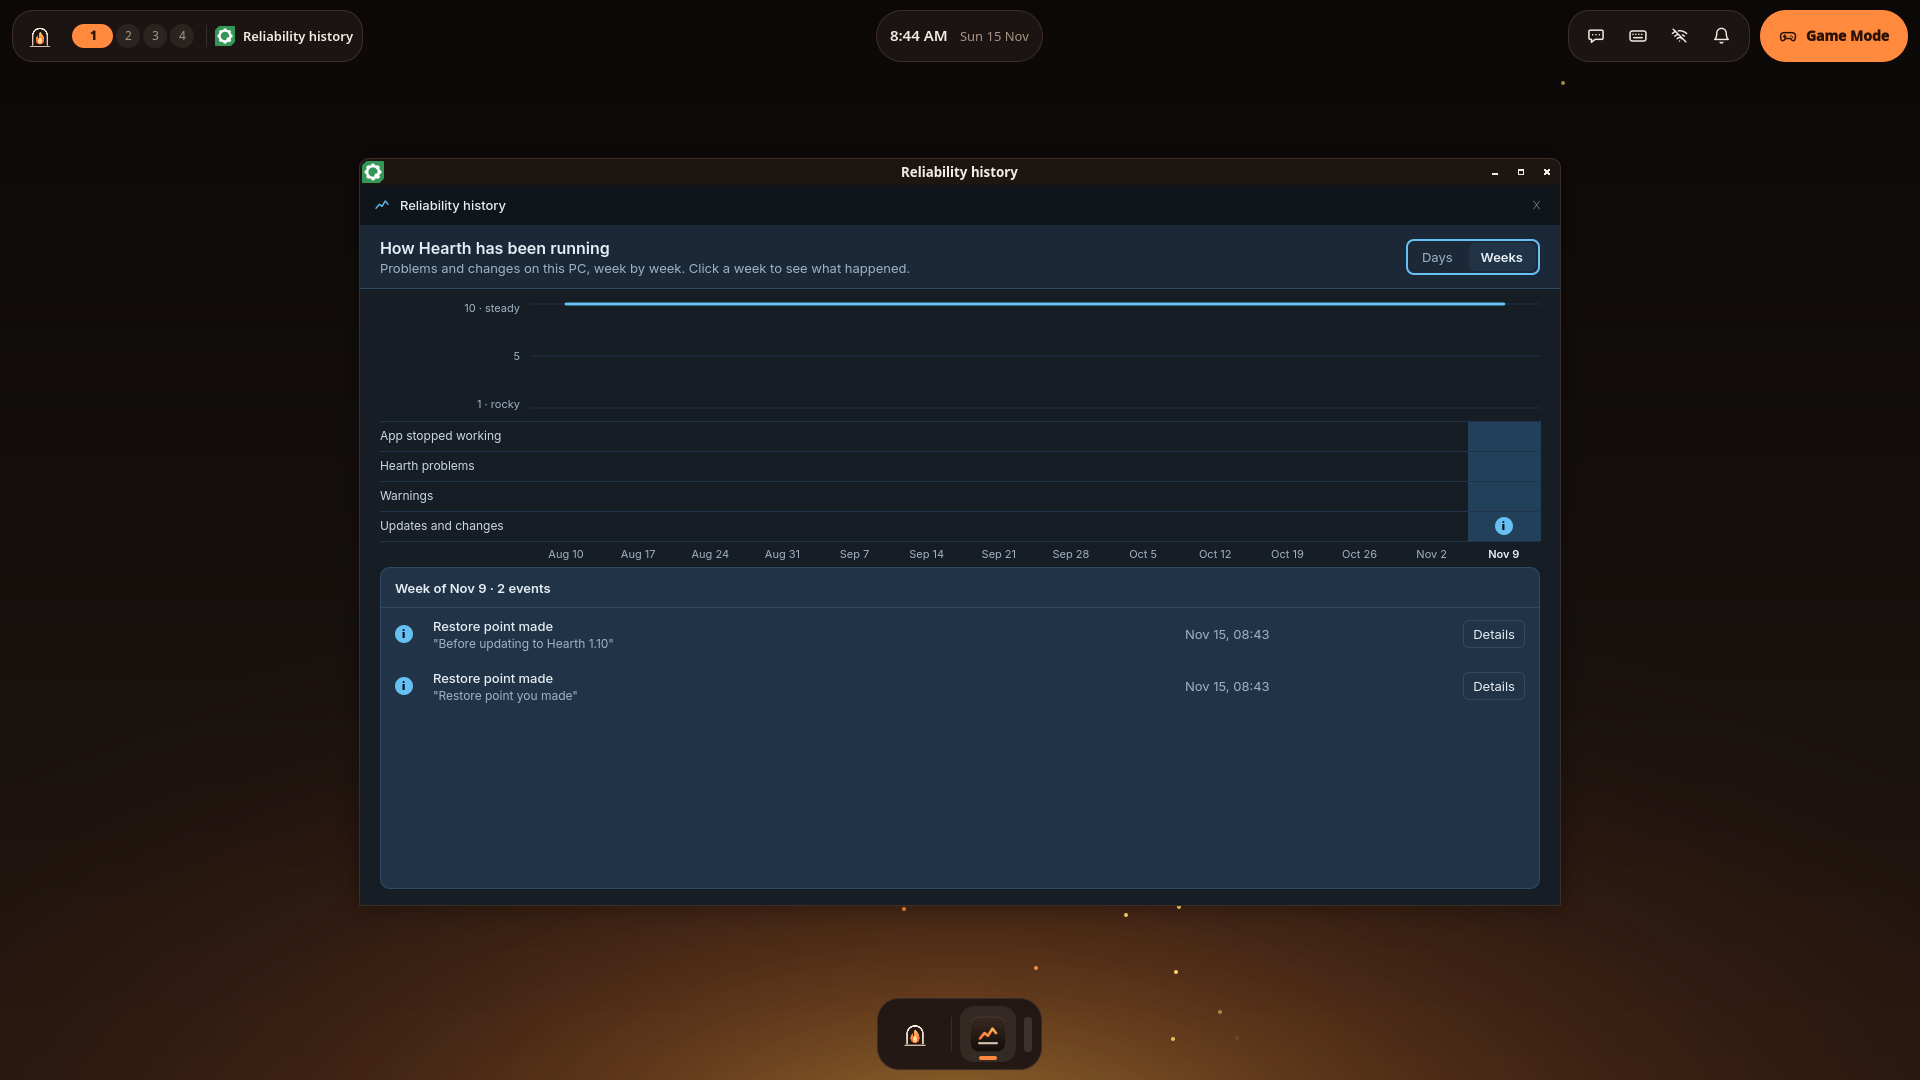 1 2 3 4 Reliability history
8:44 AM Sun 15 Nov
Game Mode
Reliability history
Reliability history
X
How Hearth has been running
Problems and changes on this PC, week by week. Click a week to see what happened.
Days Weeks
10 · steady
5
1 · rocky
App stopped working
Hearth problems
Warnings
Updates and changes
Aug 10 Aug 17 Aug 24 Aug 31 Sep 7 Sep 14 Sep 21 Sep 28 Oct 5 Oct 12 Oct 19 Oct 26 Nov 2 Nov 9
Week of Nov 9 · 2 events
Restore point made
"Before updating to Hearth 1.10"
Nov 15, 08:43
Details
Restore point made
"Restore point you made"
Nov 15, 08:43
Details